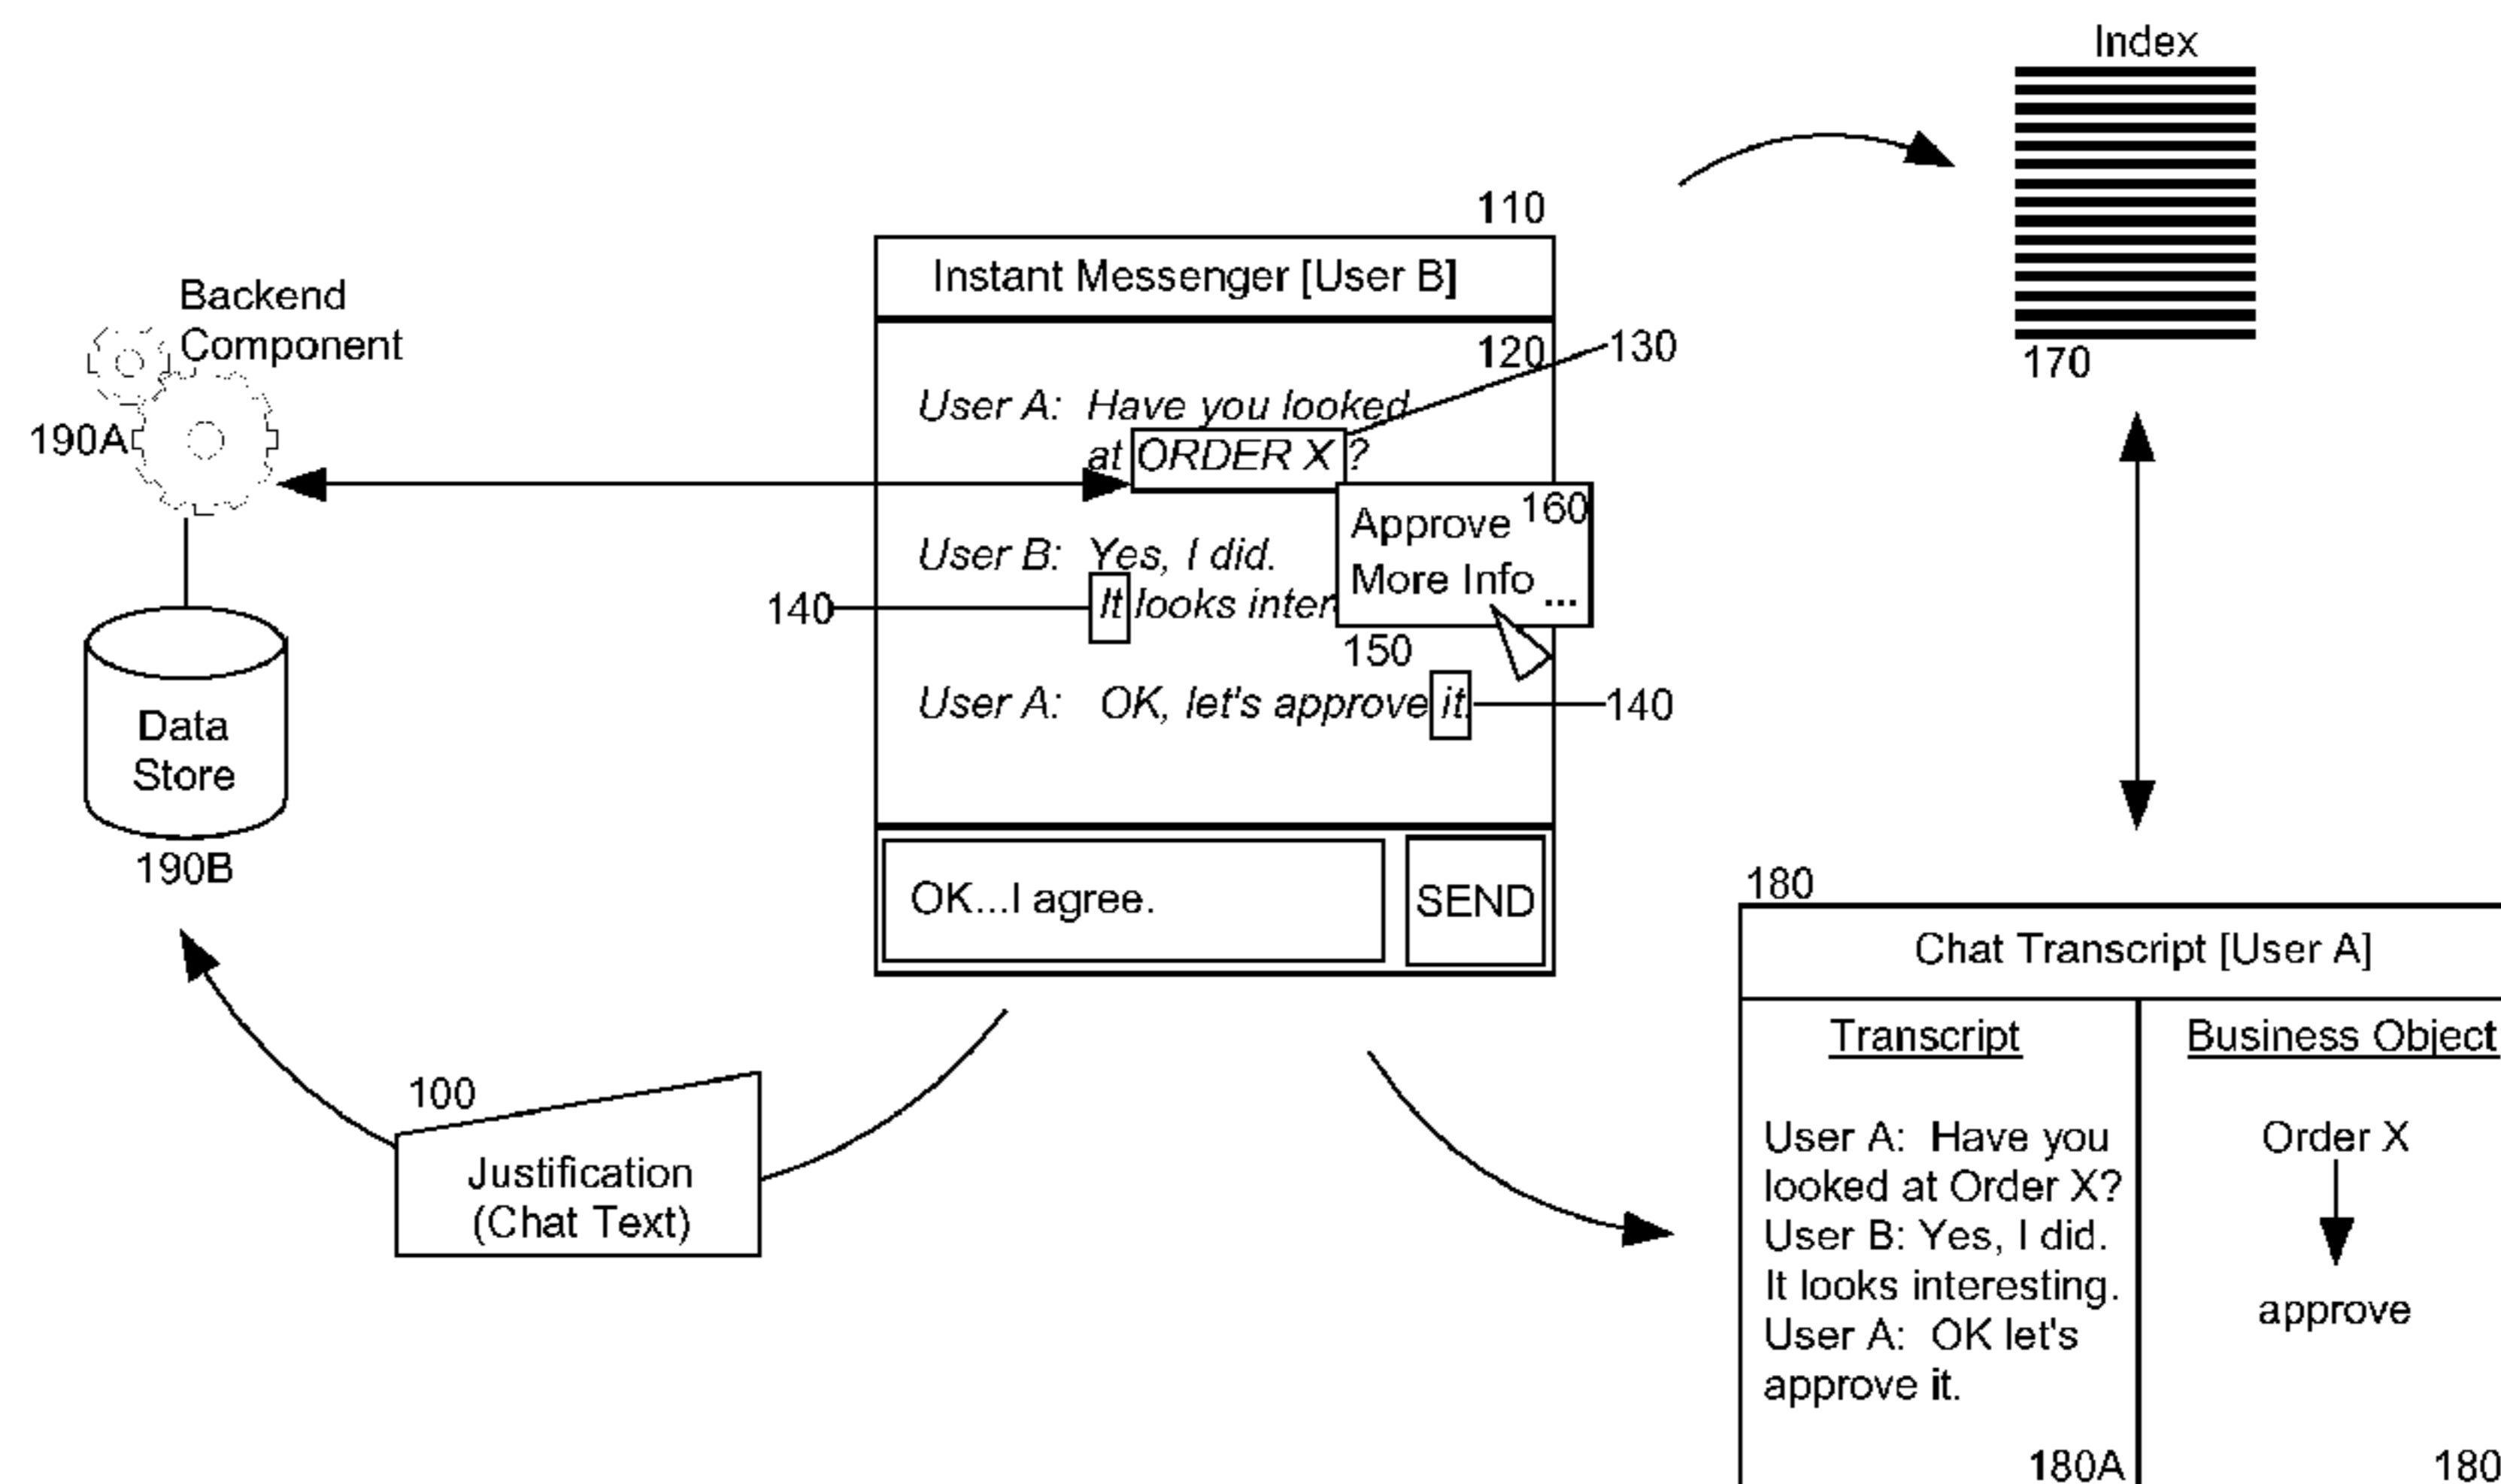 Index
170
110
Instant Messenger [User B]
120
130
User A: Have you looked
at ORDER X ?
160
Approve
More Info ...
150
User B: Yes, I did.
It looks inter
140
User A: OK, let's approve it.
140
OK...I agree.
SEND
Backend
Component
190A
Data
Store
190B
100
Justification
(Chat Text)
180
Chat Transcript [User A]
Transcript
User A: Have you
looked at Order X?
User B: Yes, I did.
It looks interesting.
User A: OK let's
approve it.
180A
Business Object
Order X
approve
180